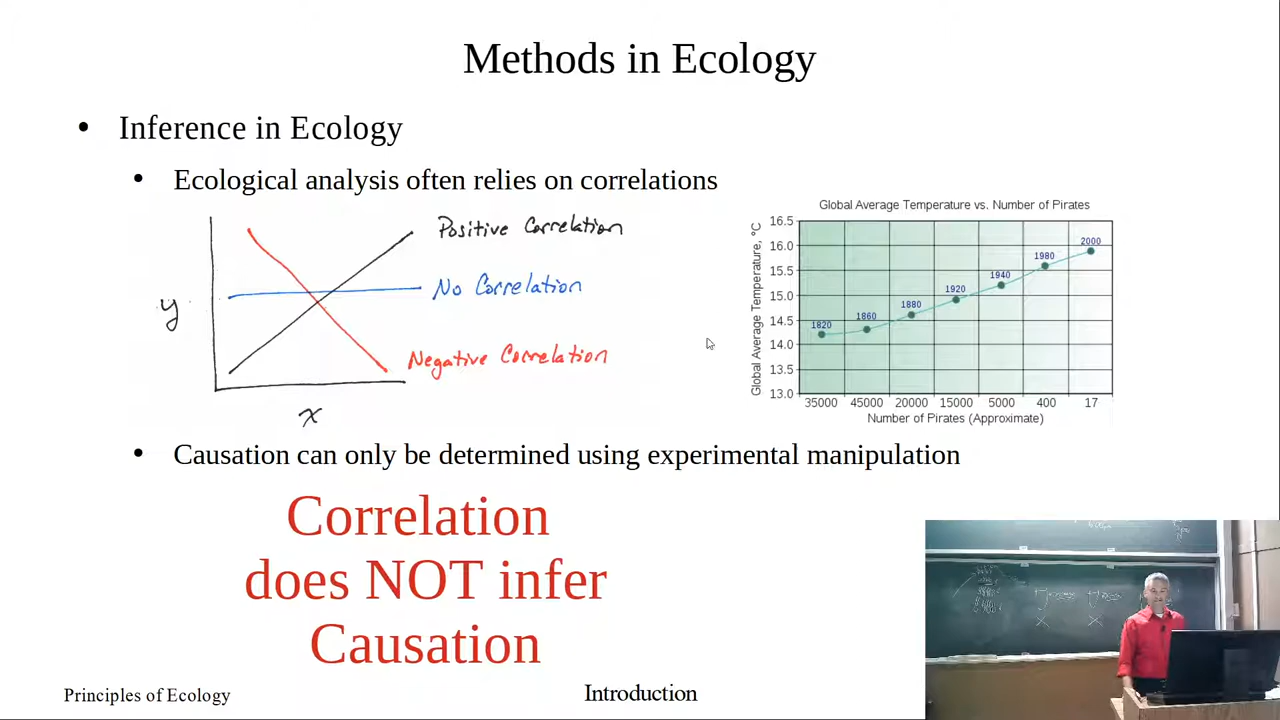 Methods in Ecology
• Inference in Ecology
• Ecological analysis often relies on correlations
y
x
Positive Correlation
No Correlation
Negative Correlation
Global Average Temperature vs. Number of Pirates
Global Average Temperature, °C
16.5
16.0
15.5
15.0
14.5
14.0
13.5
13.0
1820
1860
1880
1920
1940
1980
2000
35000 45000 20000 15000 5000 400 17
Number of Pirates (Approximate)
• Causation can only be determined using experimental manipulation
Correlation
does NOT infer
Causation
Principles of Ecology
Introduction